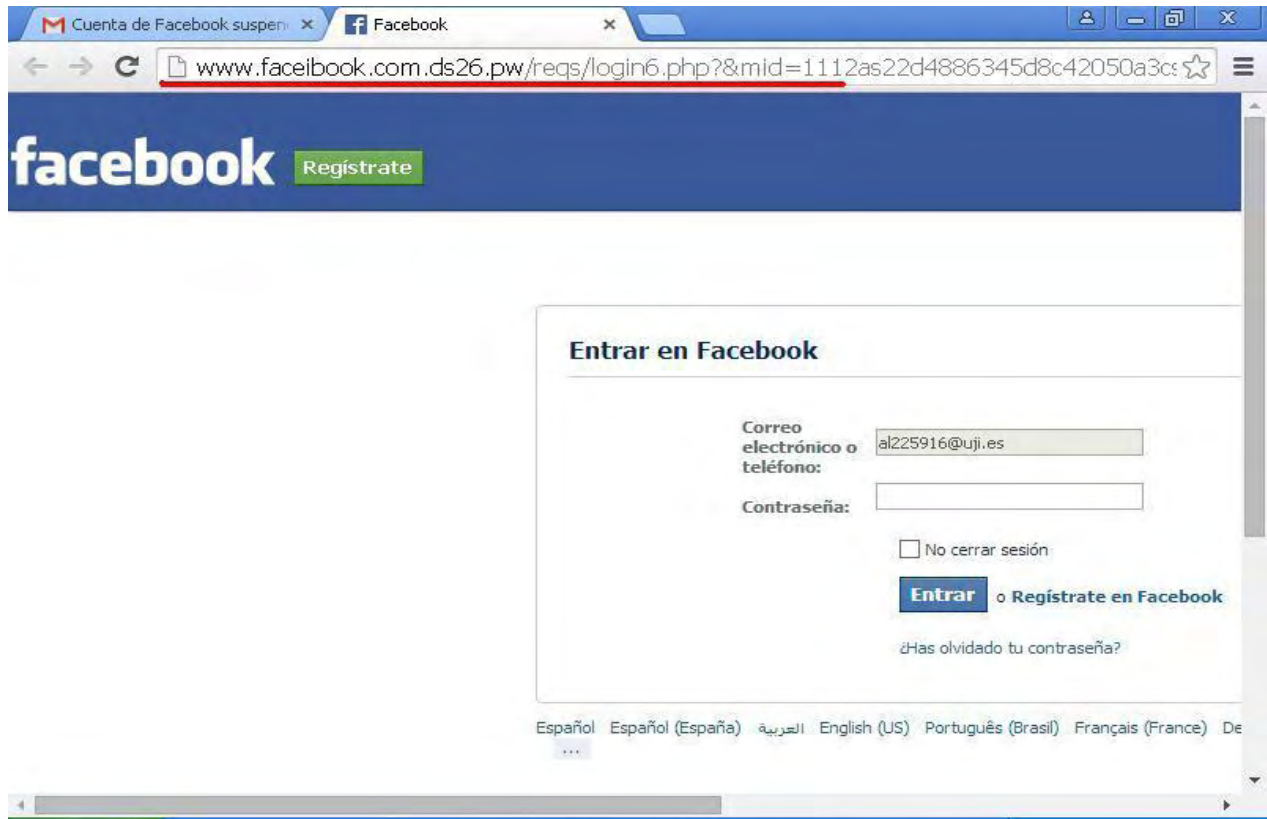 Cuenta de Facebook suspen
Facebook
www.faceibook.com.ds26.pw/reqs/login6.php?&mid=1112as22d4886345d8c42050a3c
facebook Regístrate
Entrar en Facebook
Correo
electrónico o
teléfono:
al225916@uji.es
Contraseña:
No cerrar sesión
Entrar o Regístrate en Facebook
¿Has olvidado tu contraseña?
Español Español (España) العربية English (US) Português (Brasil) Français (France) De
...